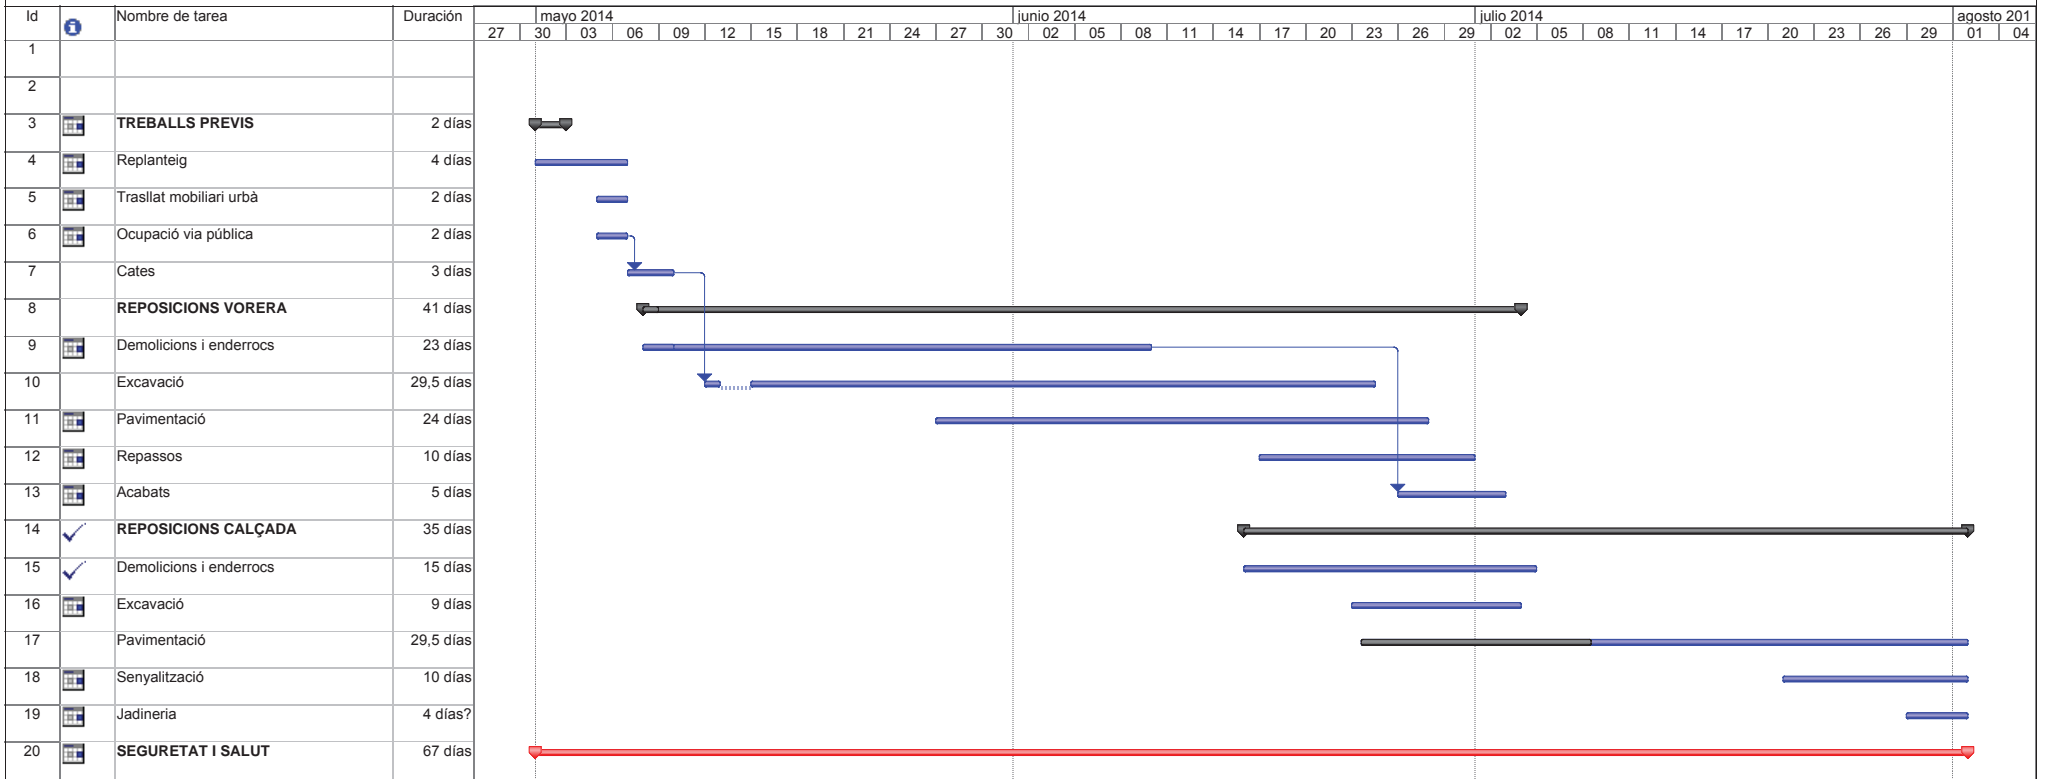 Id Nombre de tarea Duración mayo 2014 junio 2014 julio 2014 agosto 201
27 30 03 06 09 12 15 18 21 24 27 30 02 05 08 11 14 17 20 23 26 29 02 05 08 11 14 17 20 23 26 29 01 04
1
2
3 TREBALLS PREVIS 2 días
4 Replanteig 4 días
5 Trasllat mobiliari urbà 2 días
6 Ocupació via pública 2 días
7 Cates 3 días
8 REPOSICIONS VORERA 41 días
9 Demolicions i enderrocs 23 días
10 Excavació 29,5 días
11 Pavimentació 24 días
12 Repassos 10 días
13 Acabats 5 días
14 REPOSICIONS CALÇADA 35 días
15 Demolicions i enderrocs 15 días
16 Excavació 9 días
17 Pavimentació 29,5 días
18 Senyalització 10 días
19 Jadineria 4 días?
20 SEGURETAT I SALUT 67 días